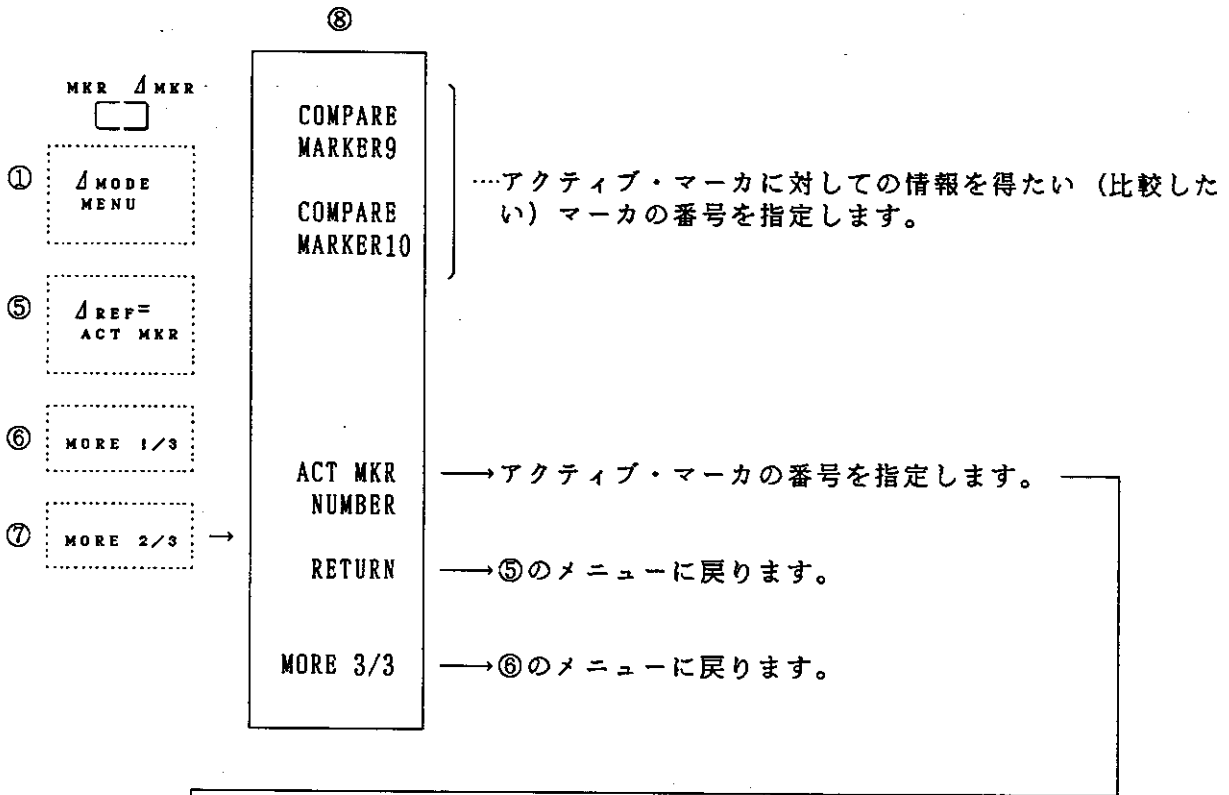 ⑧
MKR ⊿MKR
① ⊿MODE
MENU
⑤ ⊿REF=
ACT MKR
⑥ MORE 1/3
⑦ MORE 2/3 →
COMPARE
MARKER9
COMPARE
MARKER10
····アクティブ・マーカに対しての情報を得たい (比較した
い) マーカの番号を指定します。
ACT MKR
NUMBER
→アクティブ・マーカの番号を指定します。
RETURN →⑤のメニューに戻ります。
MORE 3/3 →⑥のメニューに戻ります。